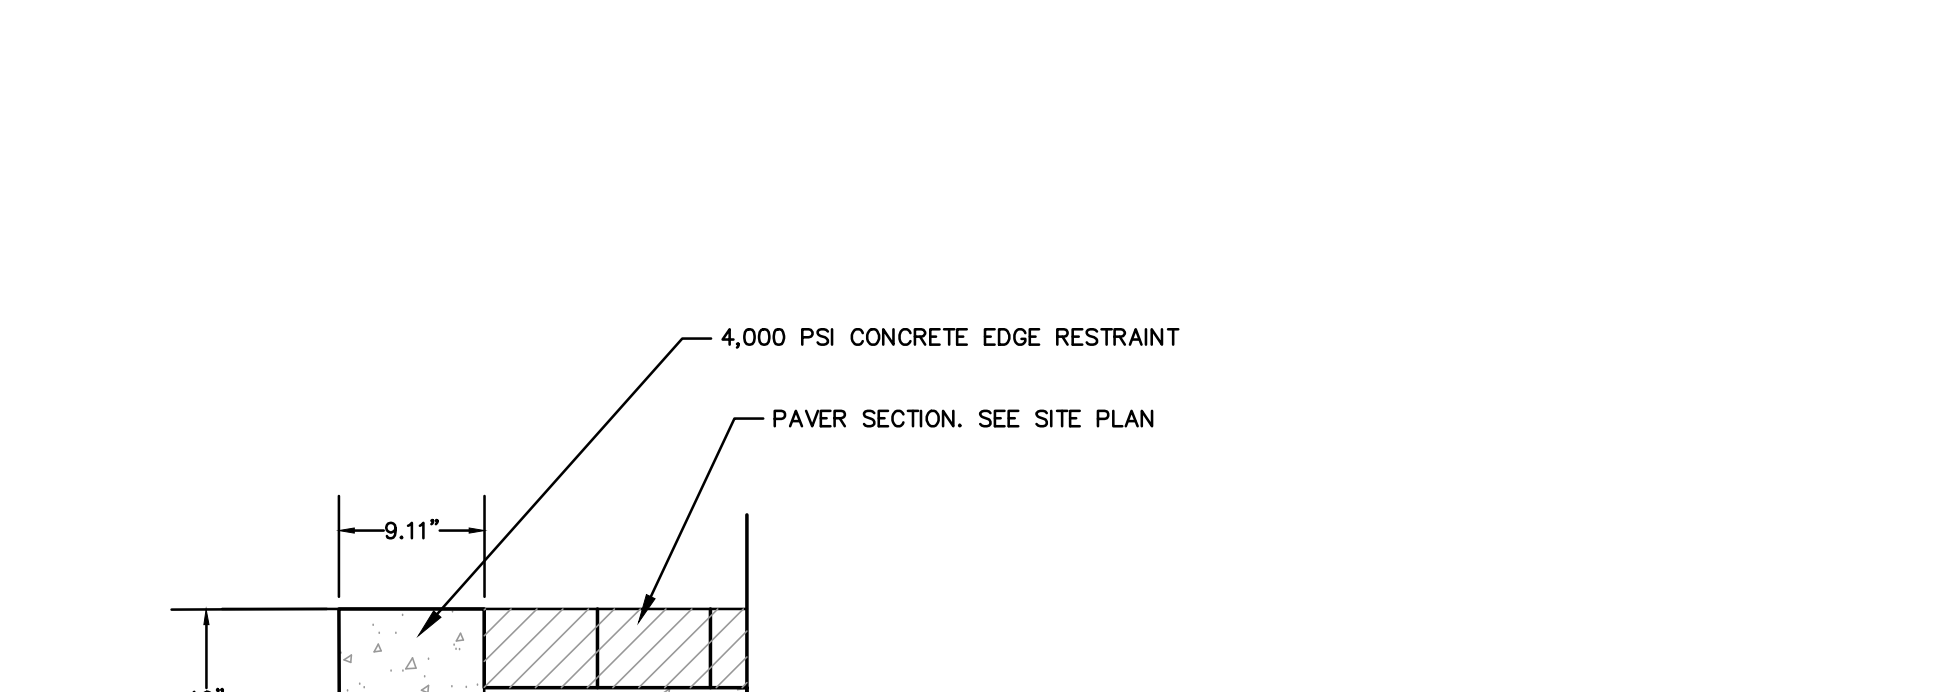 4,000 PSI CONCRETE EDGE RESTRAINT
PAVER SECTION. SEE SITE PLAN
9.11”